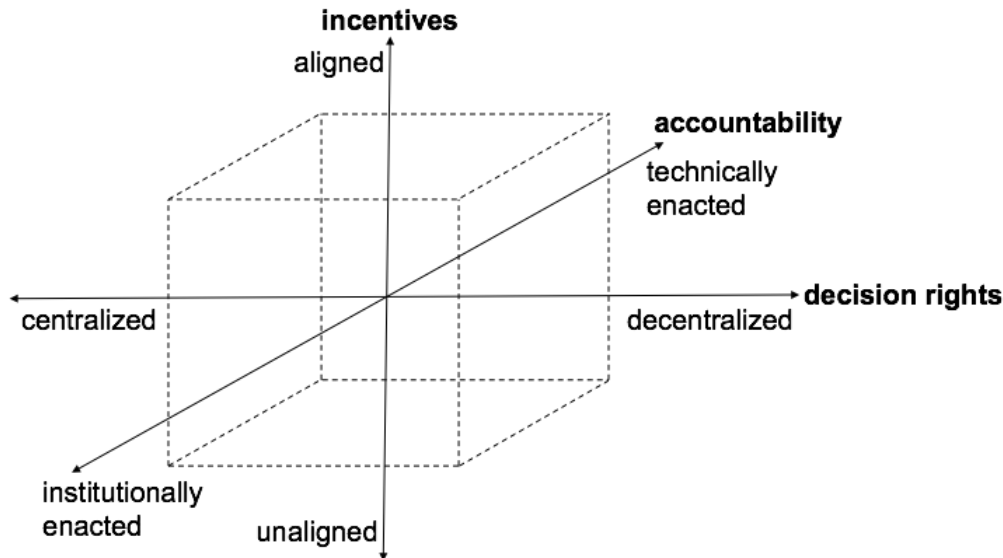 incentives
aligned
accountability
technically
enacted
decision rights
centralized
decentralized
institutionally
enacted
unaligned